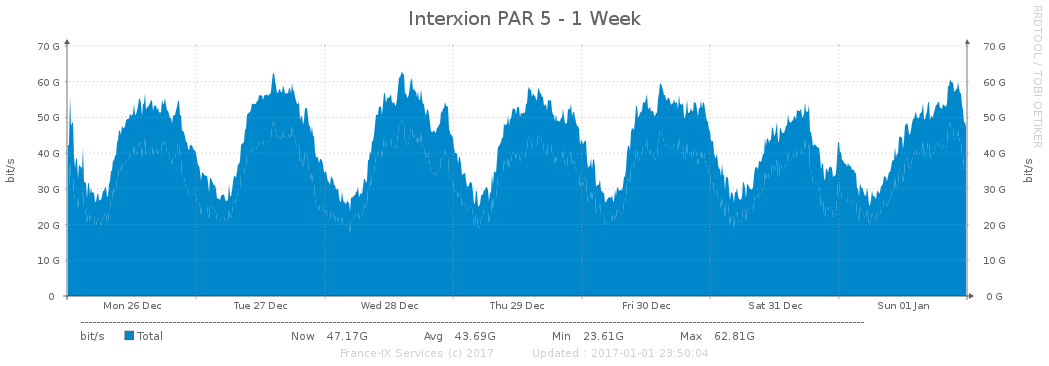 Interxion PAR 5 - 1 Week
RRDTOOL / TOBI OETIKER
70 G 70 G
60 G 60 G
50 G 50 G
40 G 40 G
30 G 30 G
20 G 20 G
10 G 10 G
0 0 G
bit/s bit/s
Mon 26 Dec Tue 27 Dec Wed 28 Dec Thu 29 Dec Fri 30 Dec Sat 31 Dec Sun 01 Jan
bit/s Total Now 47.17G Avg 43.69G Min 23.61G Max 62.81G
France-IX Services (c) 2017 Updated : 2017-01-01 23:50:04